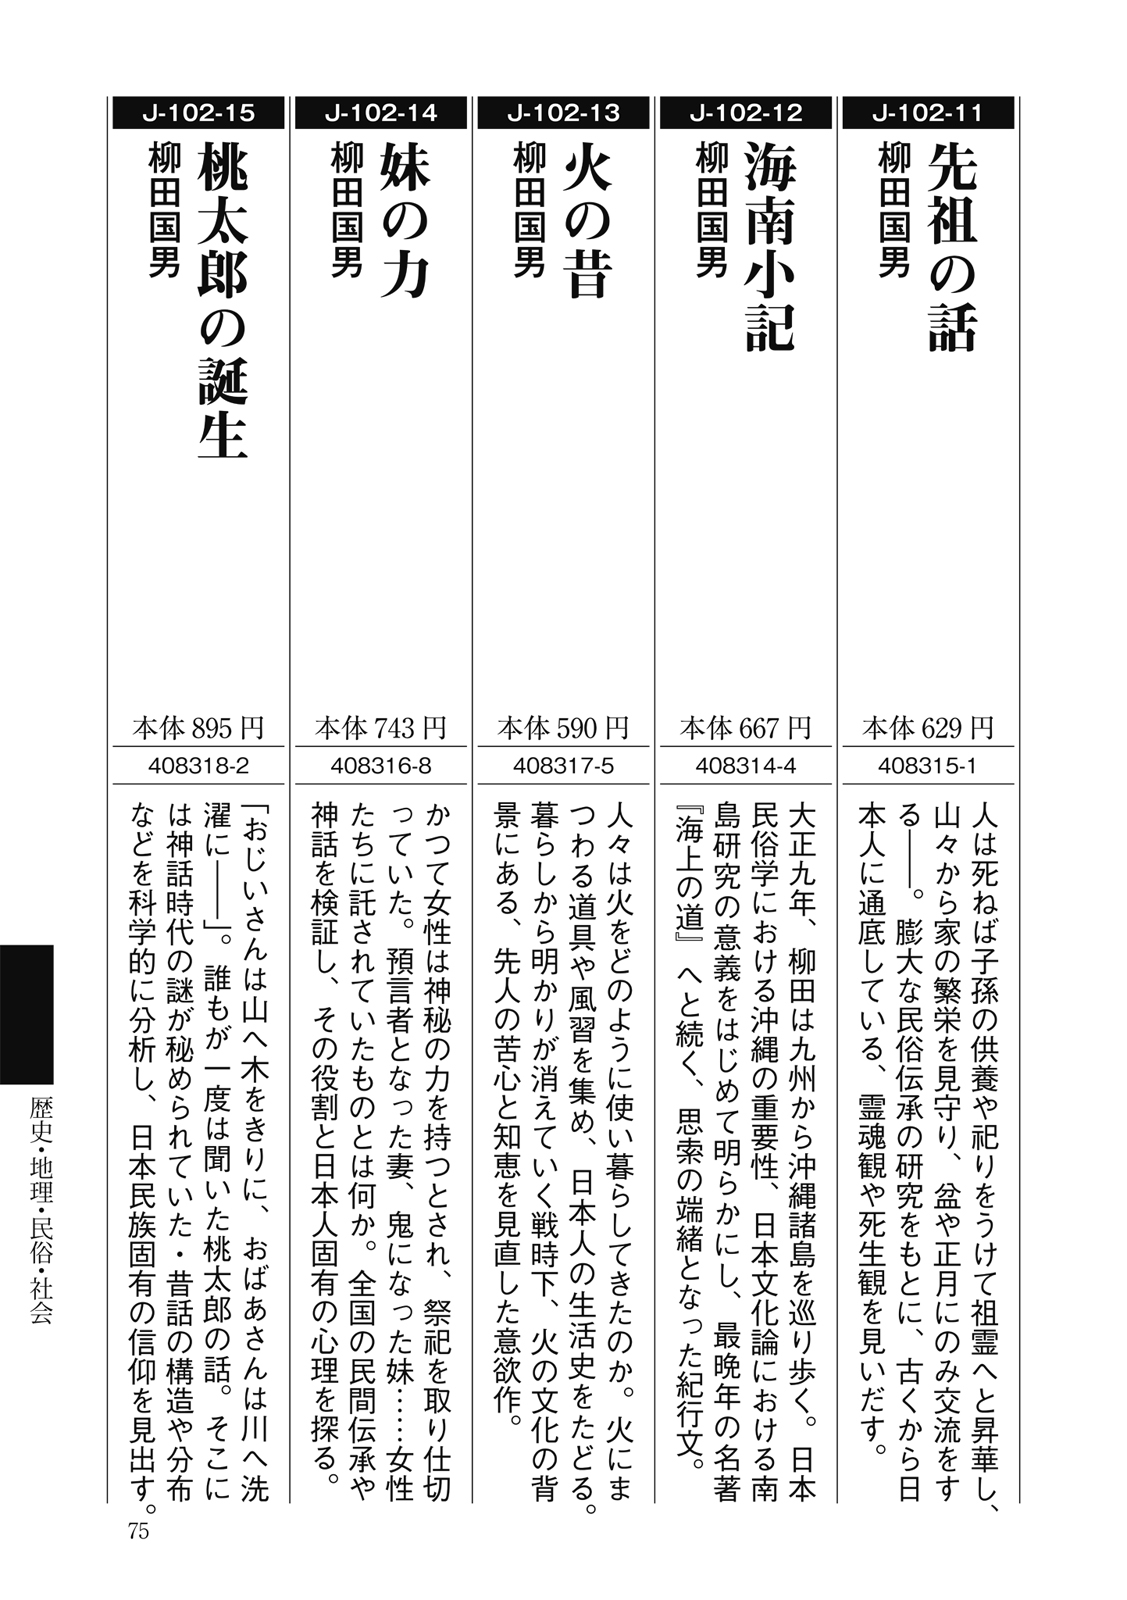 J-102-11
先祖の話
柳田国男
本体 629 円
408315-1
人は死ねば子孫の供養や祀りをうけて祖霊へと昇華し、
山々から家の繁栄を見守り、盆や正月にのみ交流をす
る――。膨大な民俗伝承の研究をもとに、古くから日
本人に通底している、霊魂観や死生観を見いだす。
J-102-12
海南小記
柳田国男
本体 667 円
408314-4
大正九年、柳田は九州から沖縄諸島を巡り歩く。日本
民俗学における沖縄の重要性、日本文化論における南
島研究の意義をはじめて明らかにし、最晩年の名著
『海上の道』へと続く、思索の端緒となった紀行文。
J-102-13
火の昔
柳田国男
本体 590 円
408317-5
人々は火をどのように使い暮らしてきたのか。火にま
つわる道具や風習を集め、日本人の生活史をたどる。
暮らしから明かりが消えていく戦時下、火の文化の背
景にある、先人の苦心と知恵を見直した意欲作。
J-102-14
妹の力
柳田国男
本体 743 円
408316-8
かつて女性は神秘の力を持つとされ、祭祀を取り仕切
っていた。預言者となった妻、鬼になった妹……女性
たちに託されていたものとは何か。全国の民間伝承や
神話を検証し、その役割と日本人固有の心理を探る。
J-102-15
桃太郎の誕生
柳田国男
本体 895 円
408318-2
「おじいさんは山へ木をきりに、おばあさんは川へ洗
濯に――」。誰もが一度は聞いた桃太郎の話。そこに
は神話時代の謎が秘められていた・昔話の構造や分布
などを科学的に分析し、日本民族固有の信仰を見出す。
歴史・地理・民俗・社会
75